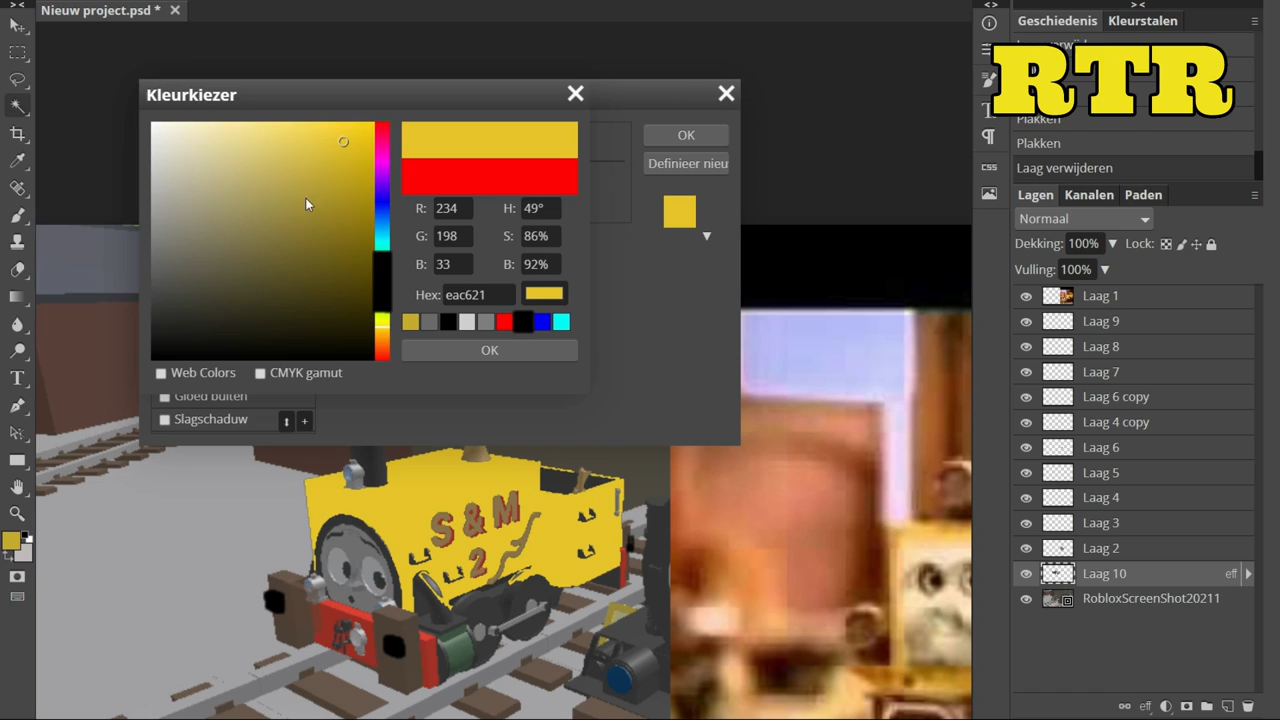 Nieuw project.psd *
Geschiedenis Kleurstalen
RTR
Plakken
Plakken
Laag verwijderen
Kleurkiezer
OK
Definieer nieu
R: 234 H: 49°
G: 198 S: 86%
B: 33 B: 92%
Hex: eac621
OK
Web Colors CMYK gamut
Gloed buiten
Slagschaduw
Lagen Kanalen Paden
Normaal
Dekking: 100% Lock:
Vulling: 100%
Laag 1
Laag 9
Laag 8
Laag 7
Laag 6 copy
Laag 4 copy
Laag 6
Laag 5
Laag 4
Laag 3
Laag 2
Laag 10 eff
RobloxScreenShot20211
CSS
eff
S & M
2